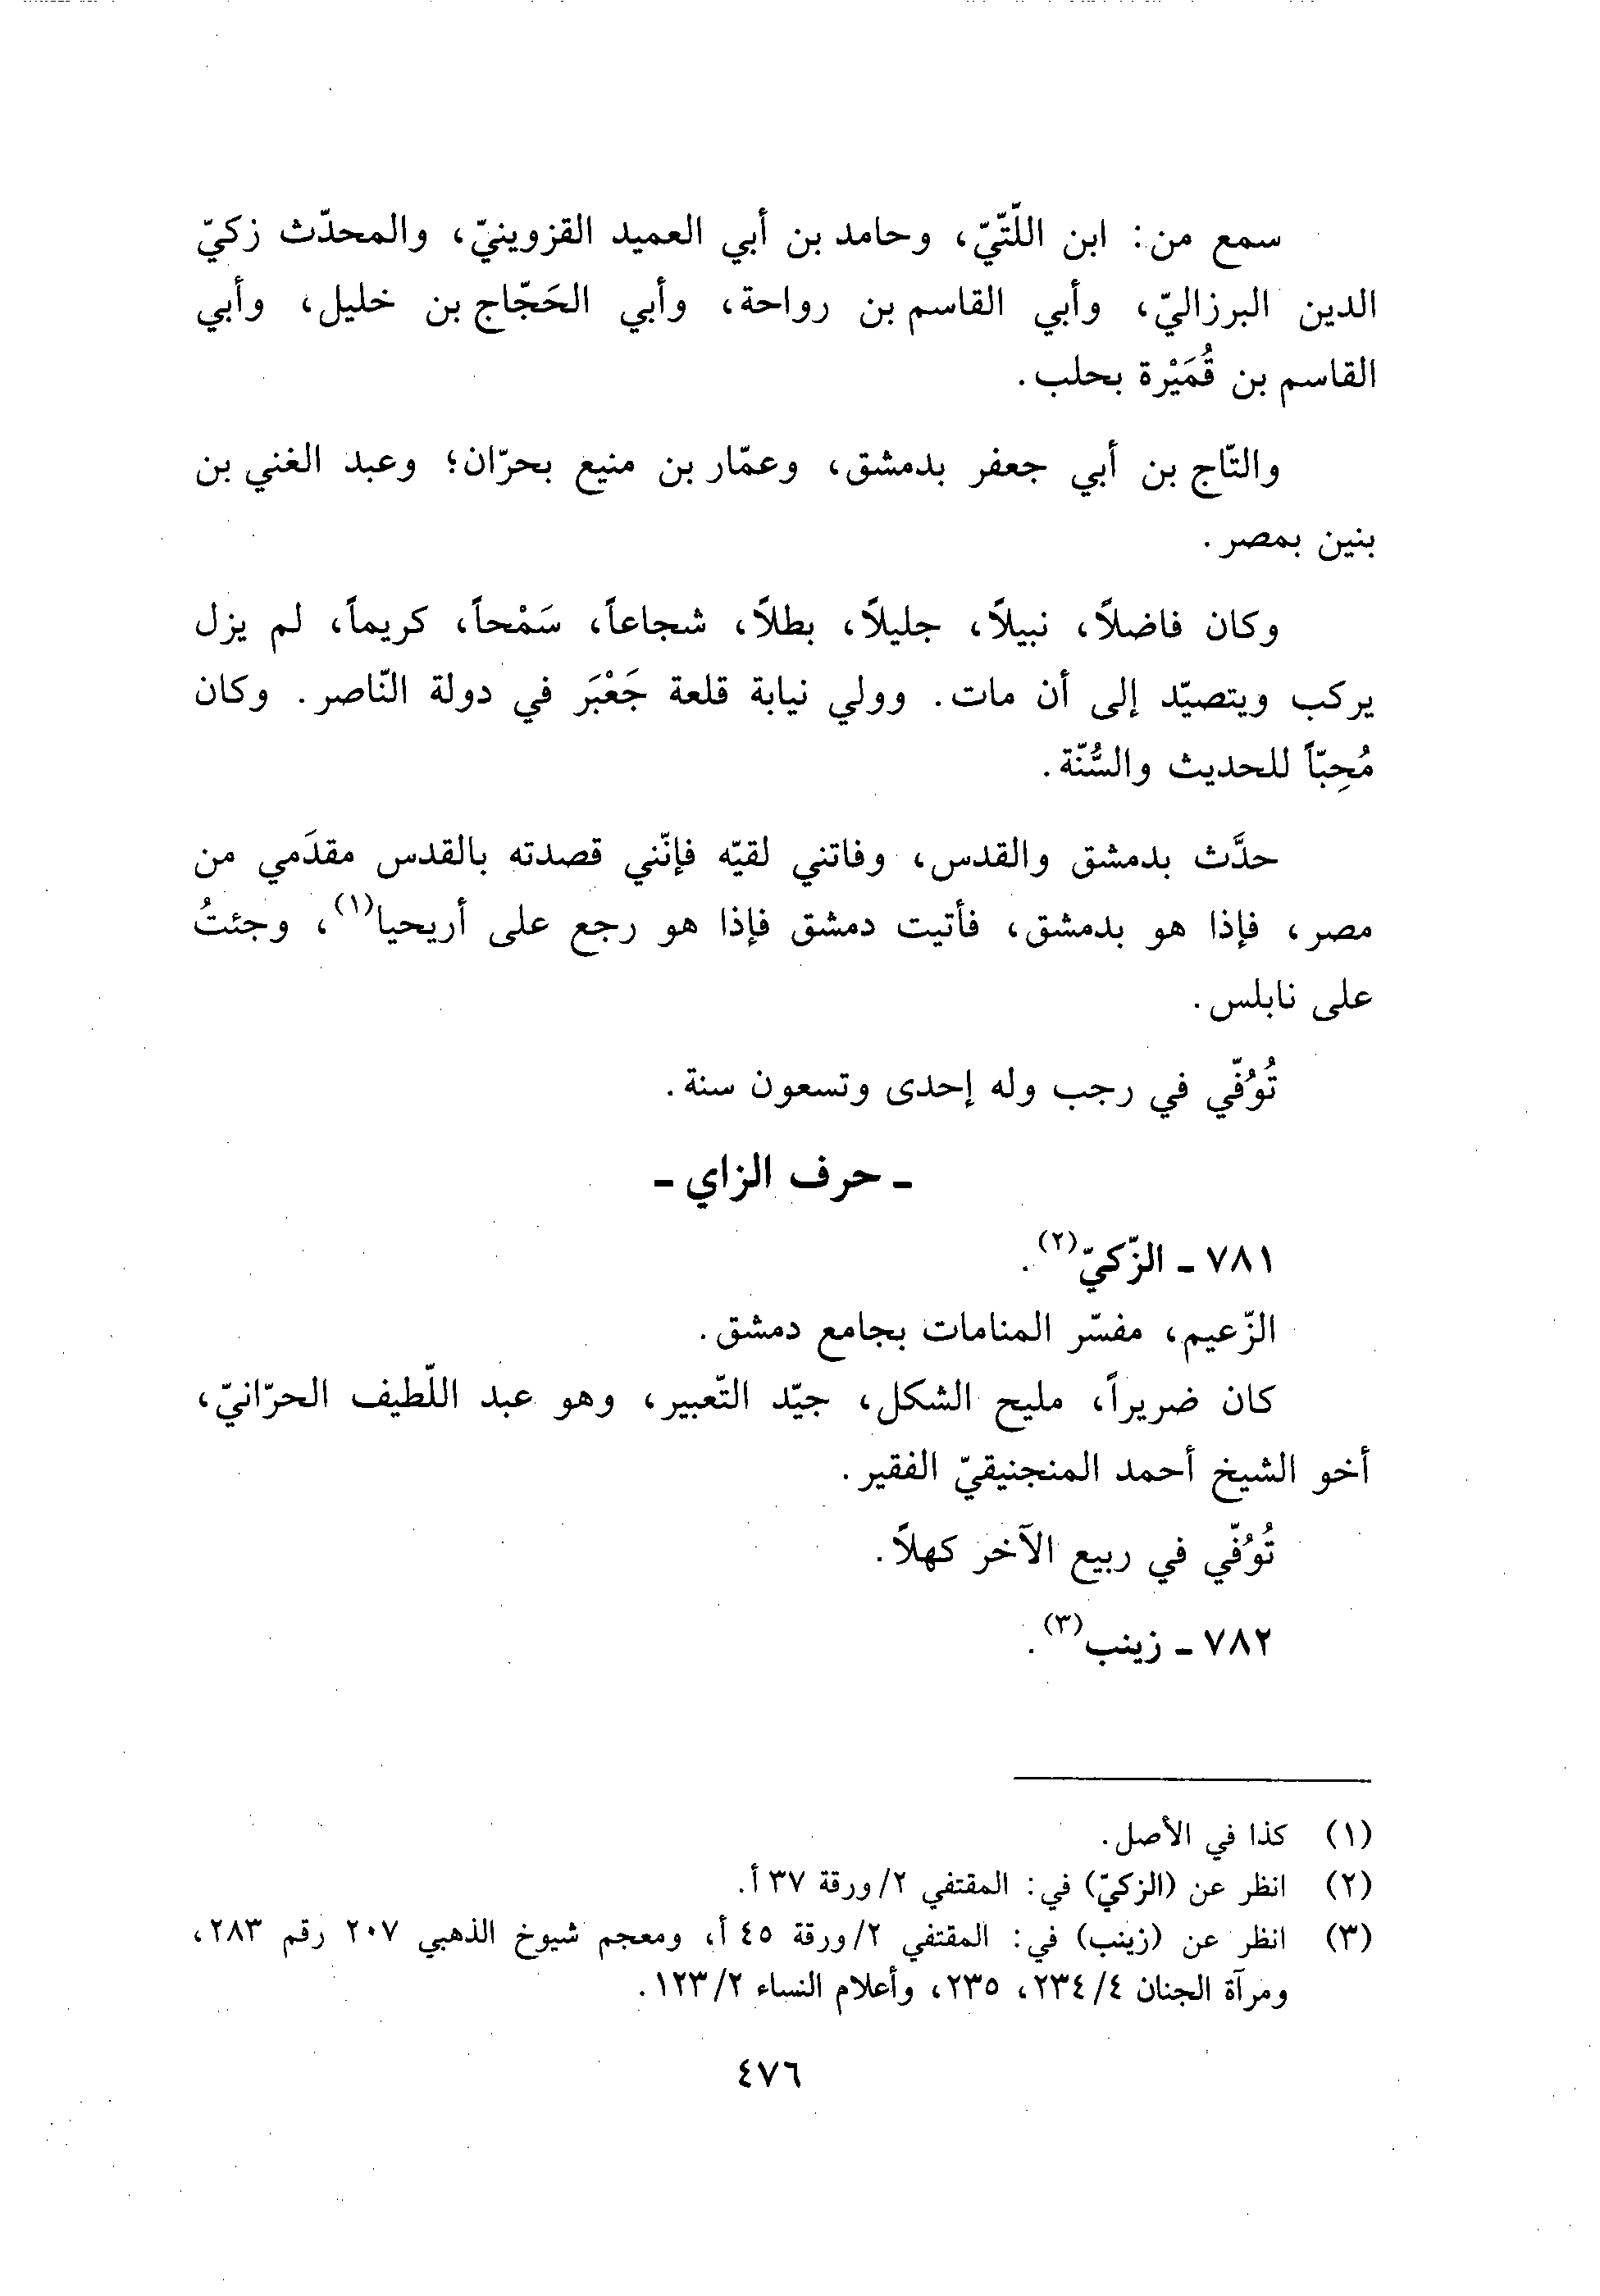 سمع من: ابن اللّتّيّ، وحامد بن أبي العميد القزوينيّ، والمحدّث زكيّ
الدين البرزاليّ، وأبي القاسم بن رواحة، وأبي الحَجّاج بن خليل، وأبي
القاسم بن قُمَيْرة بحلب.
والتّاج بن أبي جعفر بدمشق، وعمّار بن منيع بحرّان؛ وعبد الغني بن
بنين بمصر.
وكان فاضلاً، نبيلاً، جليلاً، بطلاً، شجاعاً، سَمْحاً، كريماً، لم يزل
يركب ويتصيّد إلى أن مات. وولي نيابة قلعة جَعْبَر في دولة النّاصر. وكان
مُحِبّاً للحديث والسُّنّة.
حدَّث بدمشق والقدس، وفاتني لقيّه فإنّني قصدته بالقدس مقدَمي من
مصر، فإذا هو بدمشق، فأتيت دمشق فإذا هو رجع على أريحيا(١)، وجئتُ
على نابلس.
تُوُفّي في رجب وله إحدى وتسعون سنة.
ـ حرف الزاي ـ
٧٨١ ـ الزّكيّ(٢).
الزّعيم، مفسّر المنامات بجامع دمشق.
كان ضريراً، مليح الشكل، جيّد التّعبير، وهو عبد اللّطيف الحرّانيّ،
أخو الشيخ أحمد المنجنيقيّ الفقير.
تُوُفّي في ربيع الآخر كهلاً.
٧٨٢ ـ زينب(٣).
(١) كذا في الأصل.
(٢) انظر عن (الزكيّ) في: المقتفي ٢/ورقة ٣٧ أ.
(٣) انظر عن (زينب) في: المقتفي ٢/ورقة ٤٥ أ، ومعجم شيوخ الذهبي ٢٠٧ رقم ٢٨٣،
ومرآة الجنان ٢٣٤/٤، ٢٣٥، وأعلام النساء ١٢٣/٢.
٤٧٦